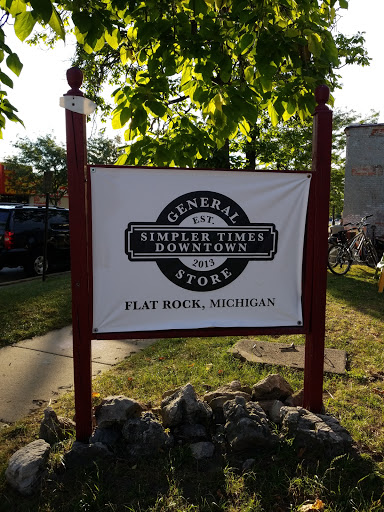 GENERAL
EST.
SIMPLER TIMES
DOWNTOWN
2013
STORE
FLAT ROCK, MICHIGAN